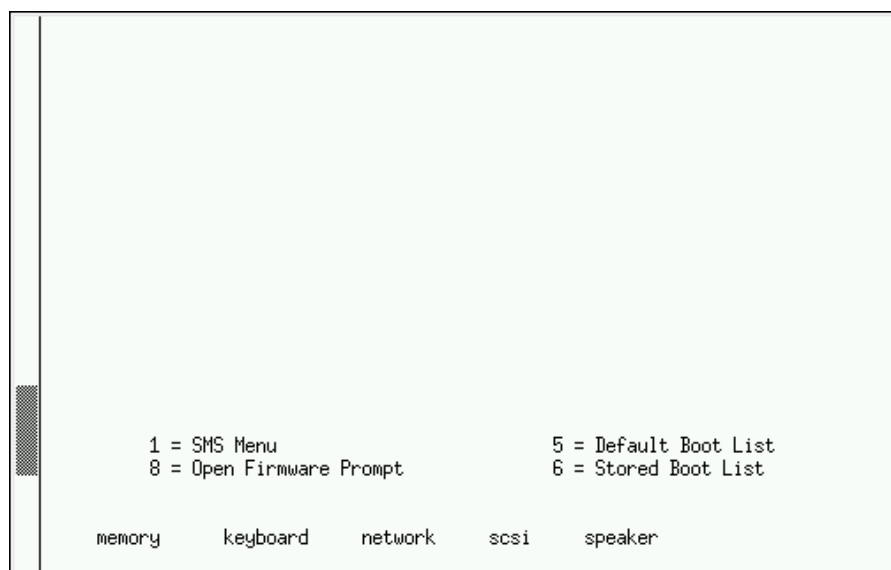 1 = SMS Menu 5 = Default Boot List
8 = Open Firmware Prompt 6 = Stored Boot List
memory keyboard network scsi speaker